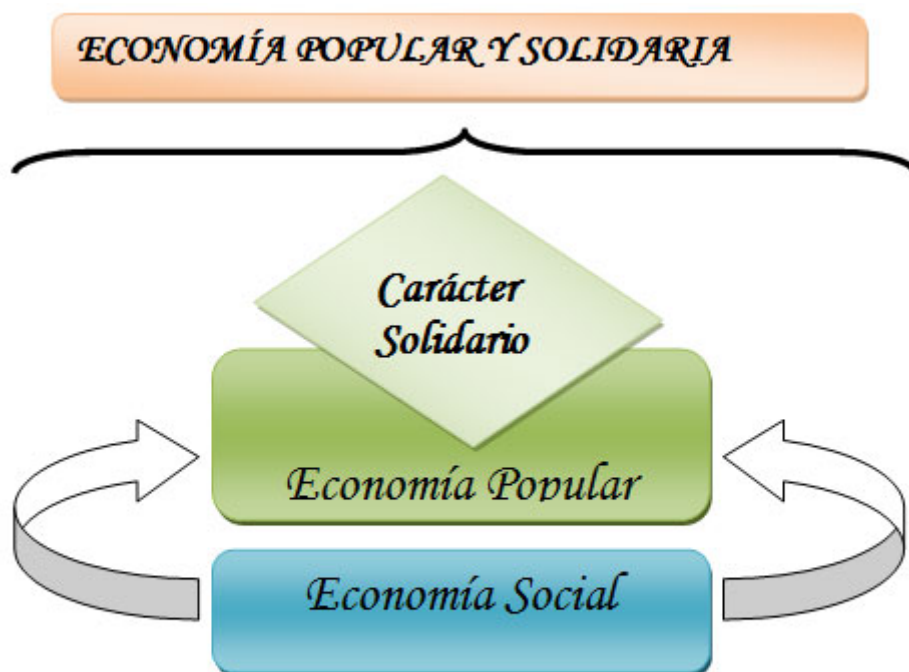 ECONOMÍA POPULAR Y SOLIDARIA
Carácter
Solidario
Economía Popular
Economía Social